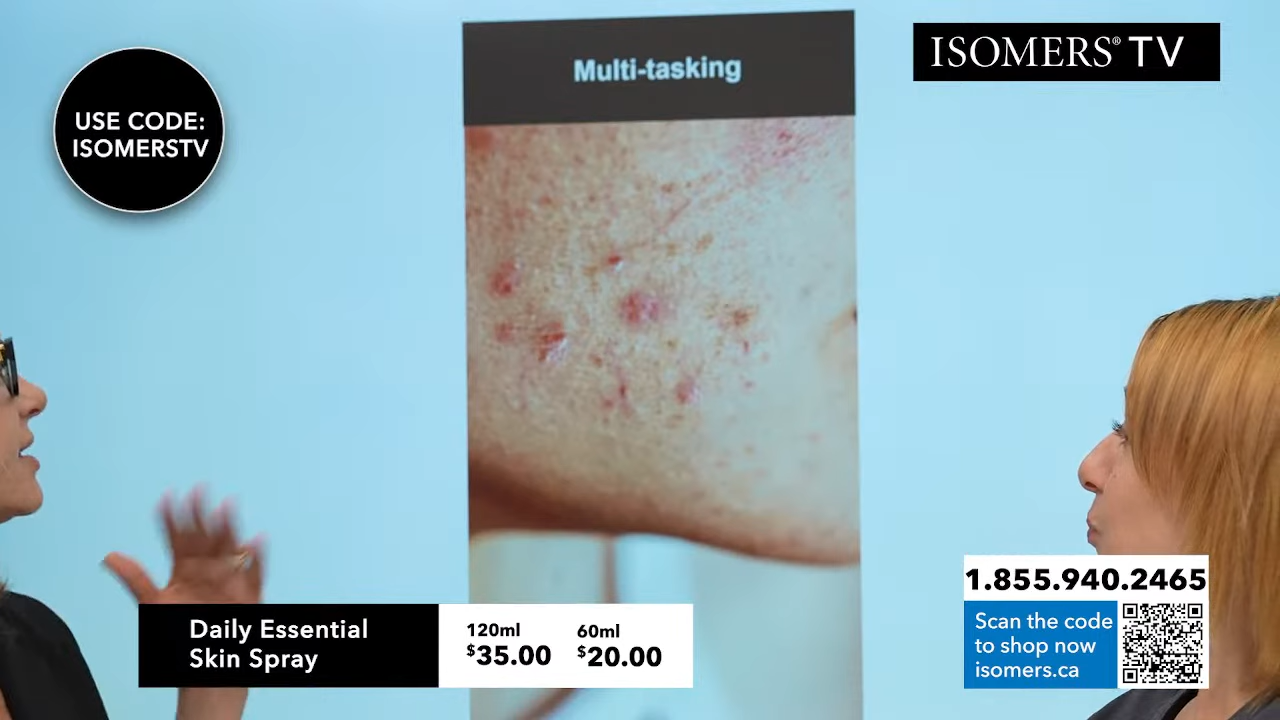 USE CODE:
ISOMERSTV
Multi-tasking
ISOMERS® TV
Daily Essential
Skin Spray
120ml
$35.00
60ml
$20.00
1.855.940.2465
Scan the code
to shop now
isomers.ca